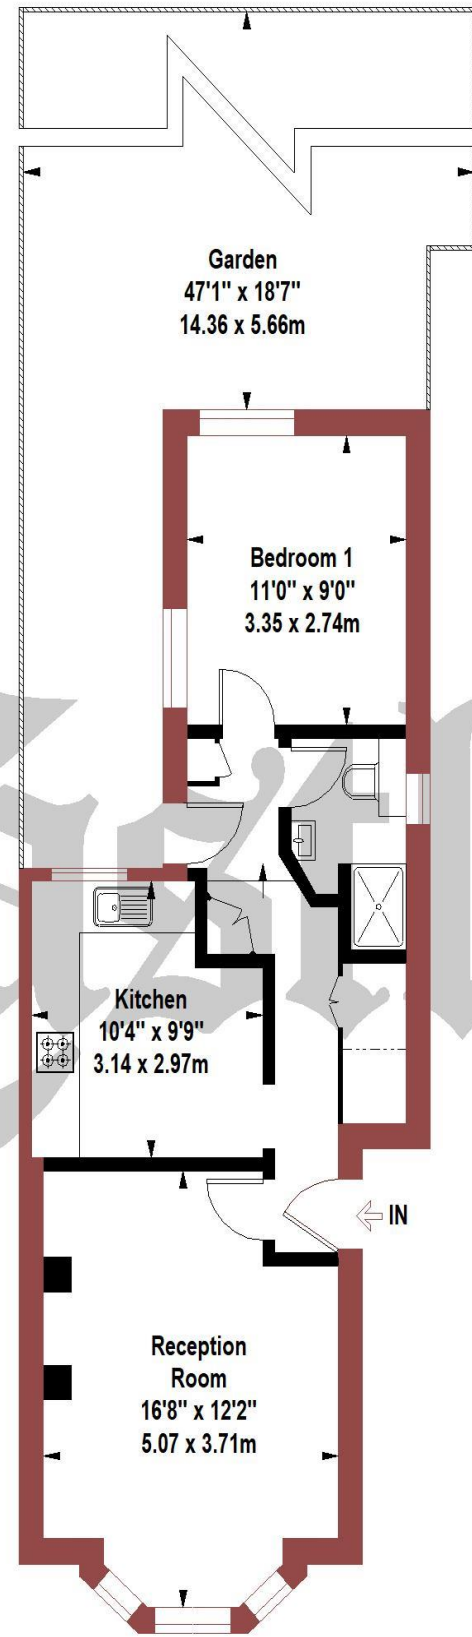 Garden
47'1" x 18'7"
14.36 x 5.66m
Bedroom 1
11'0" x 9'0"
3.35 x 2.74m
Kitchen
10'4" x 9'9"
3.14 x 2.97m
IN
Reception
Room
16'8" x 12'2"
5.07 x 3.71m